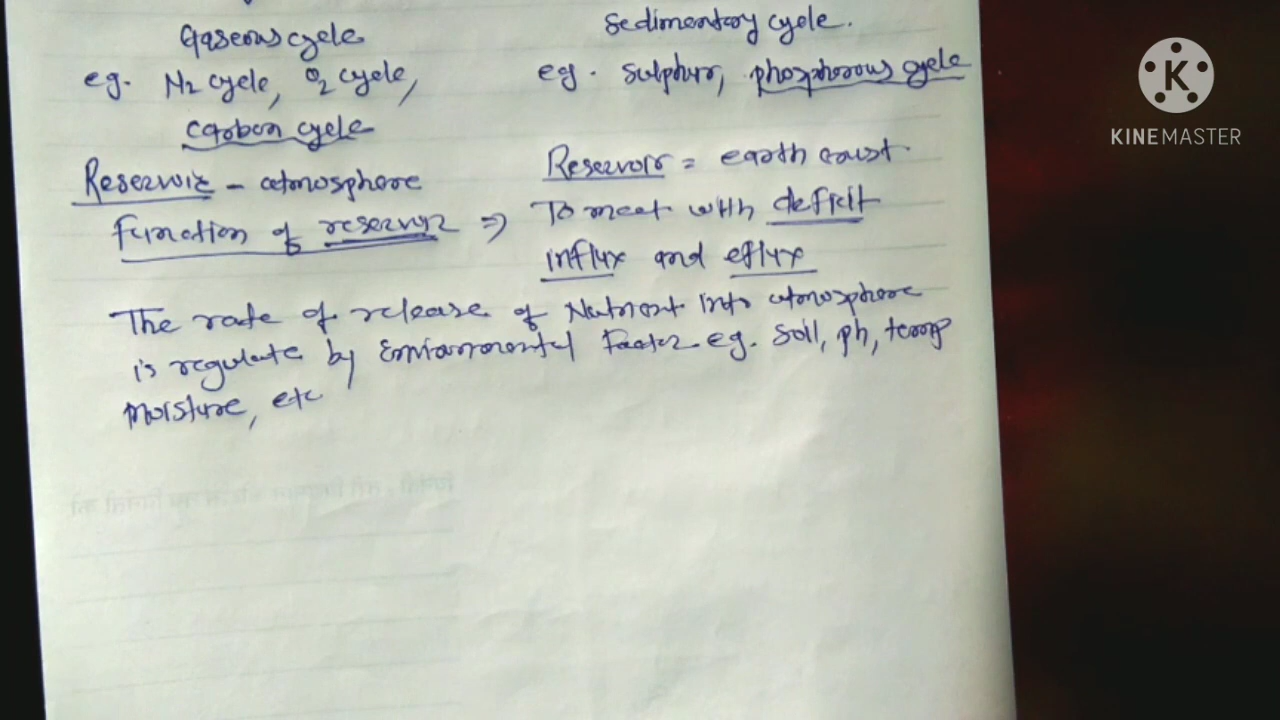 Gaseous cycle
Sedimentary cycle.
eg. N2 cycle, O2 cycle,
eg. Sulphur, phosphorous cycle
Carbon cycle
Reservoir - atmosphere
Reservoir = earth crust.
function of reservoir ⇒ To meet with deficit
influx and eflux
The rate of release of Nutrient into atmosphere
is regulate by Environmental Factor eg. Soil, ph, temp
Moisture, etc
K
KINEMASTER